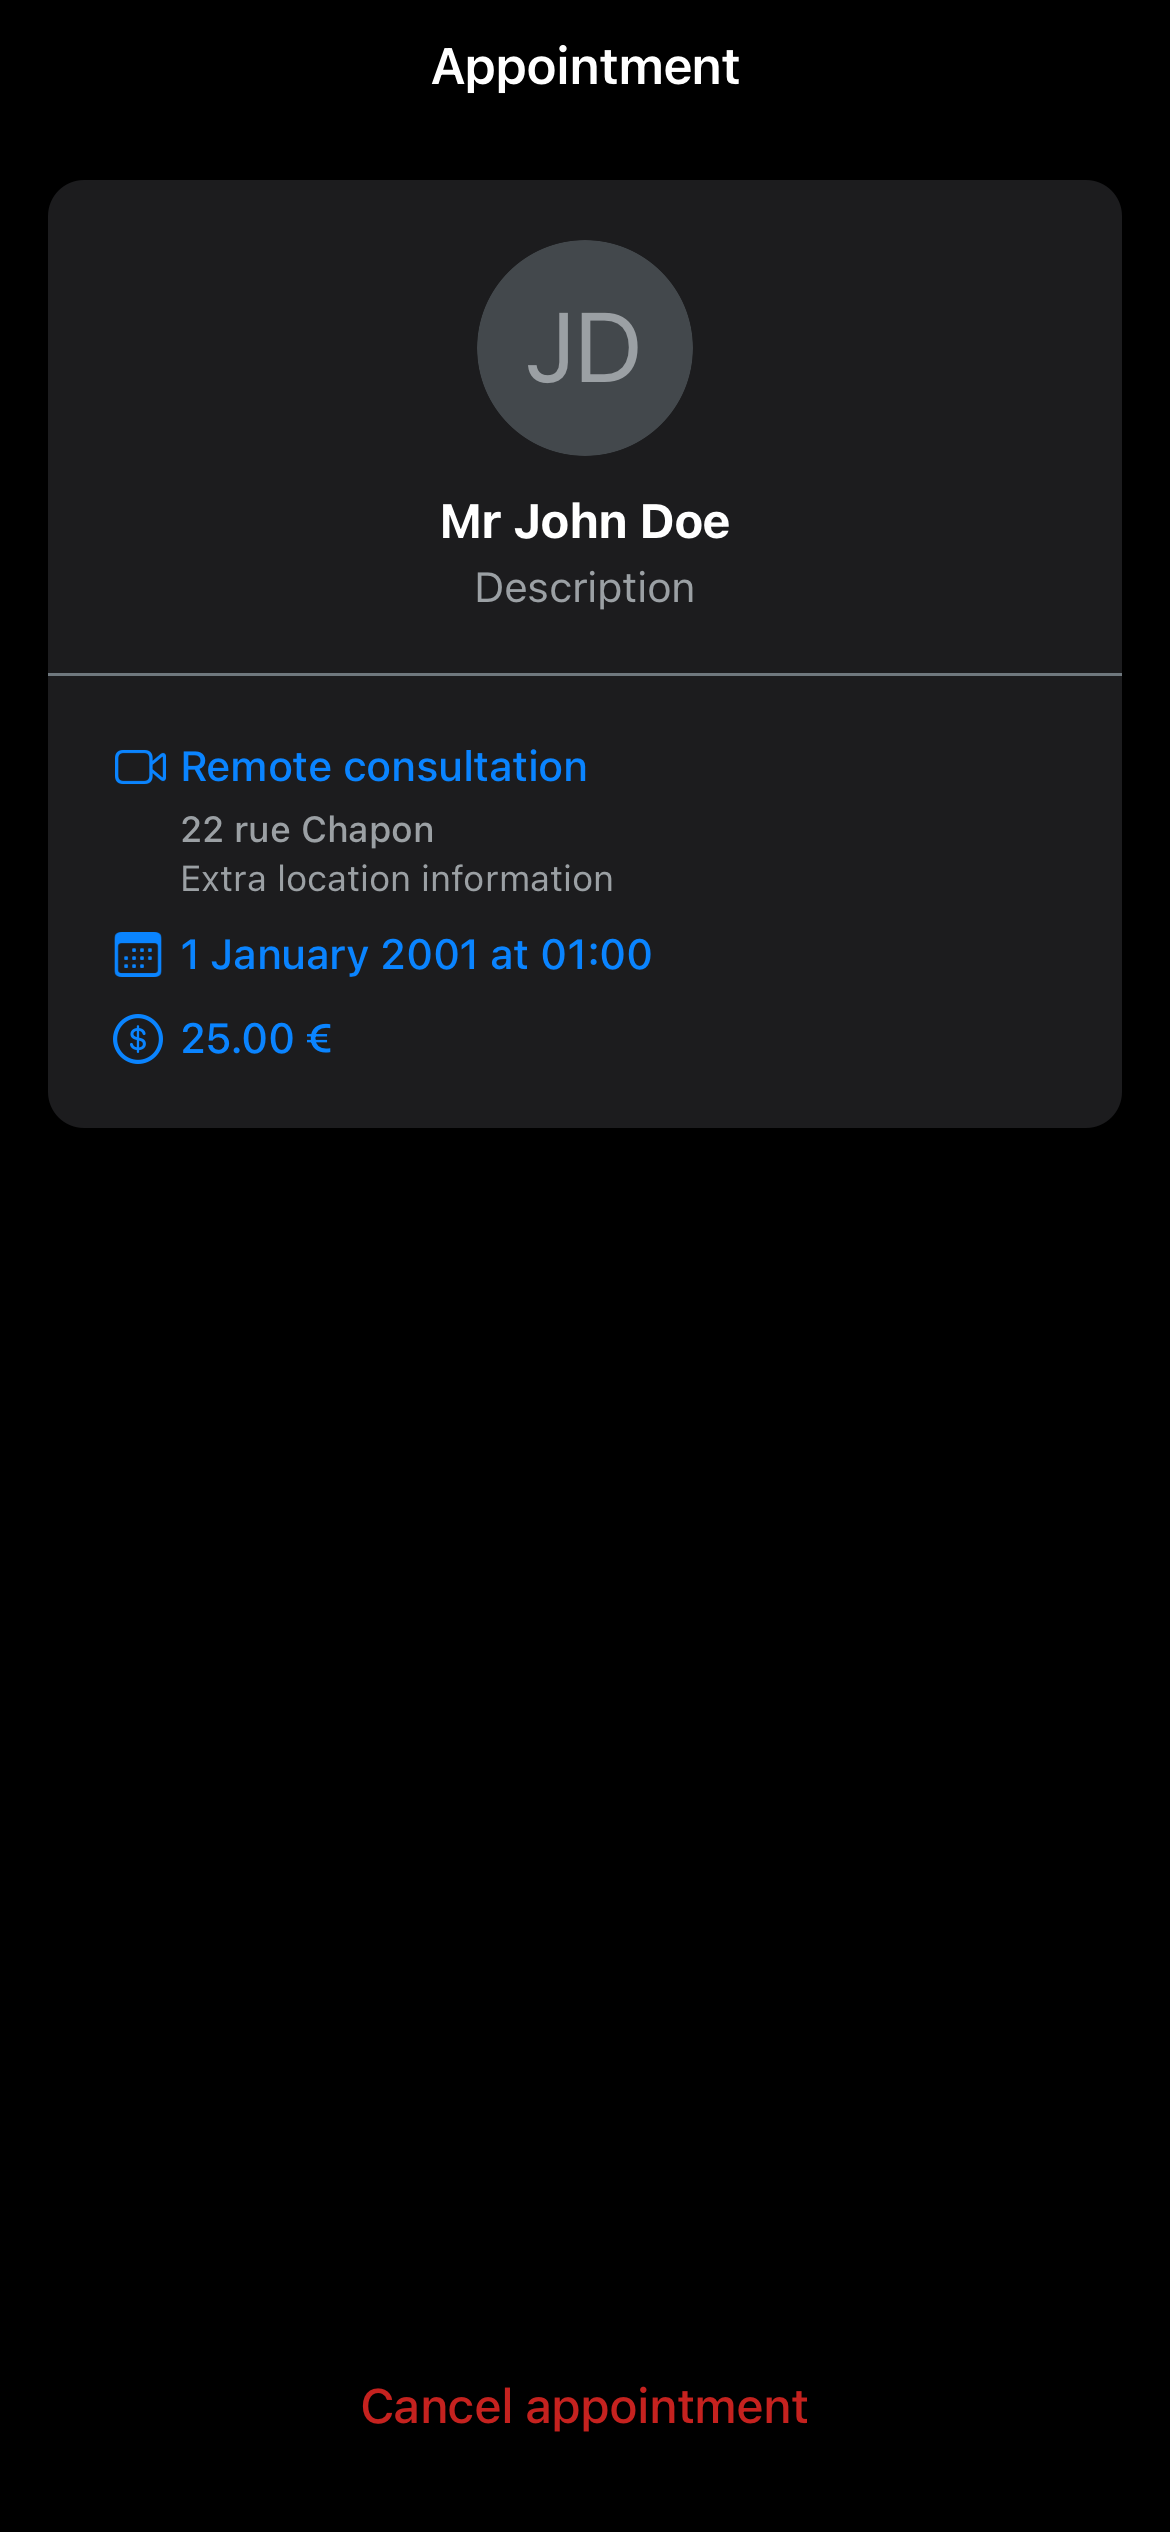 Appointment
JD
Mr John Doe
Description
Remote consultation
22 rue Chapon
Extra location information
1 January 2001 at 01:00
$ 25.00 €
Cancel appointment